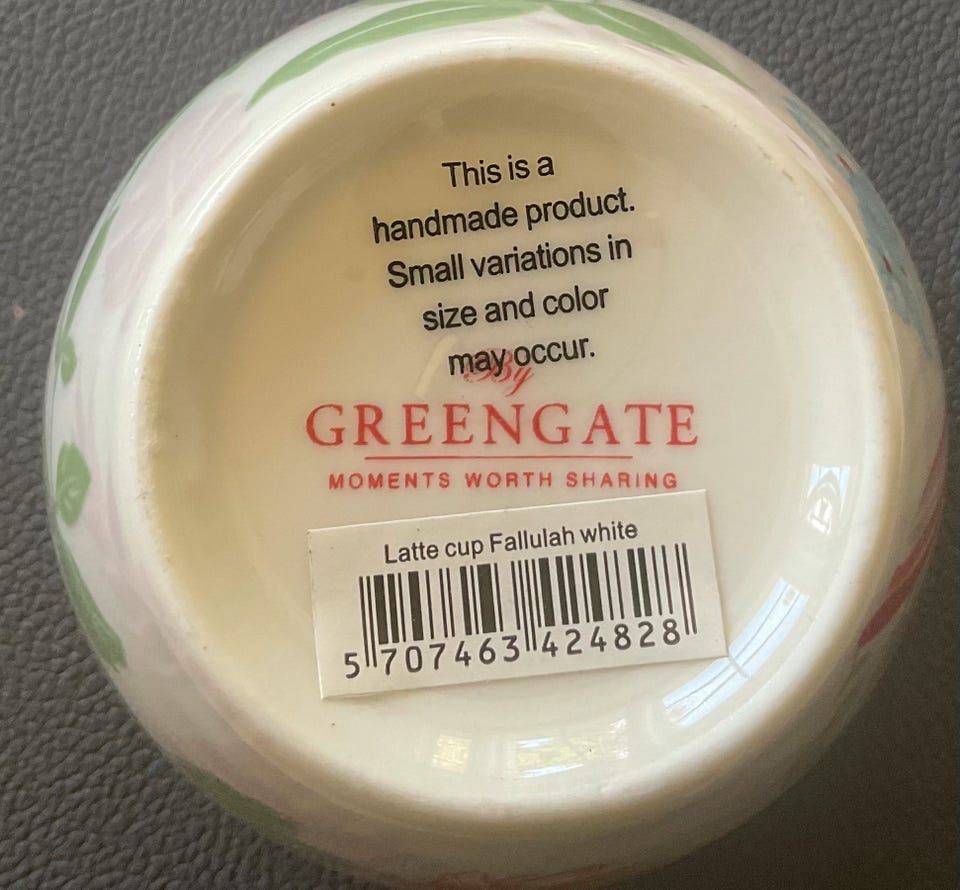 This is a
handmade product.
Small variations in
size and color
may occur.
By
GREENGATE
MOMENTS WORTH SHARING
Latte cup Fallulah white
5 707463 424828